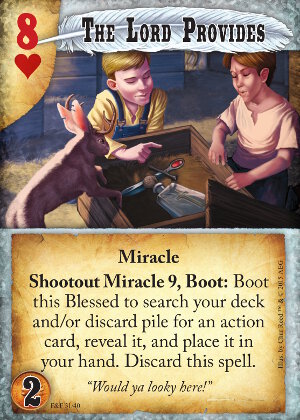 8
THE LORD PROVIDES
Miracle
Shootout Miracle 9, Boot: Boot
this Blessed to search your deck
and/or discard pile for an action
card, reveal it, and place it in
your hand. Discard this spell.
"Would ya looky here!"
2
F&F 31/40